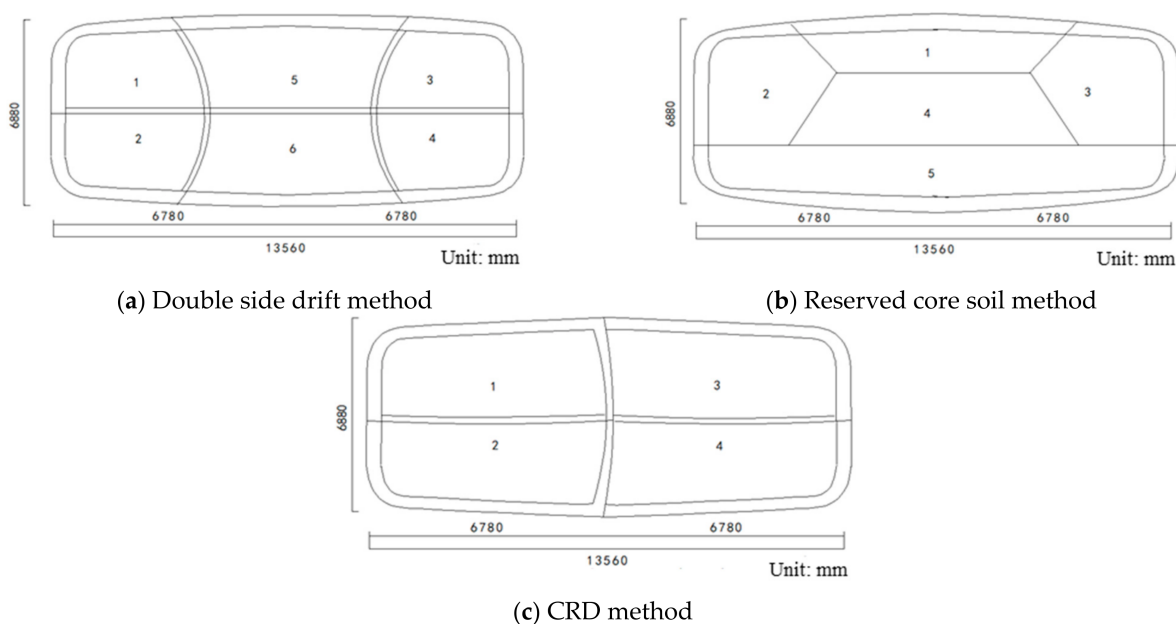 1 5 3
6880
2 6 4
6780 6780
13560
Unit: mm
(a) Double side drift method
1
2 3
6880
4
5
6780 6780
13560
Unit: mm
(b) Reserved core soil method
1 3
6880
2 4
6780 6780
13560
Unit: mm
(c) CRD method